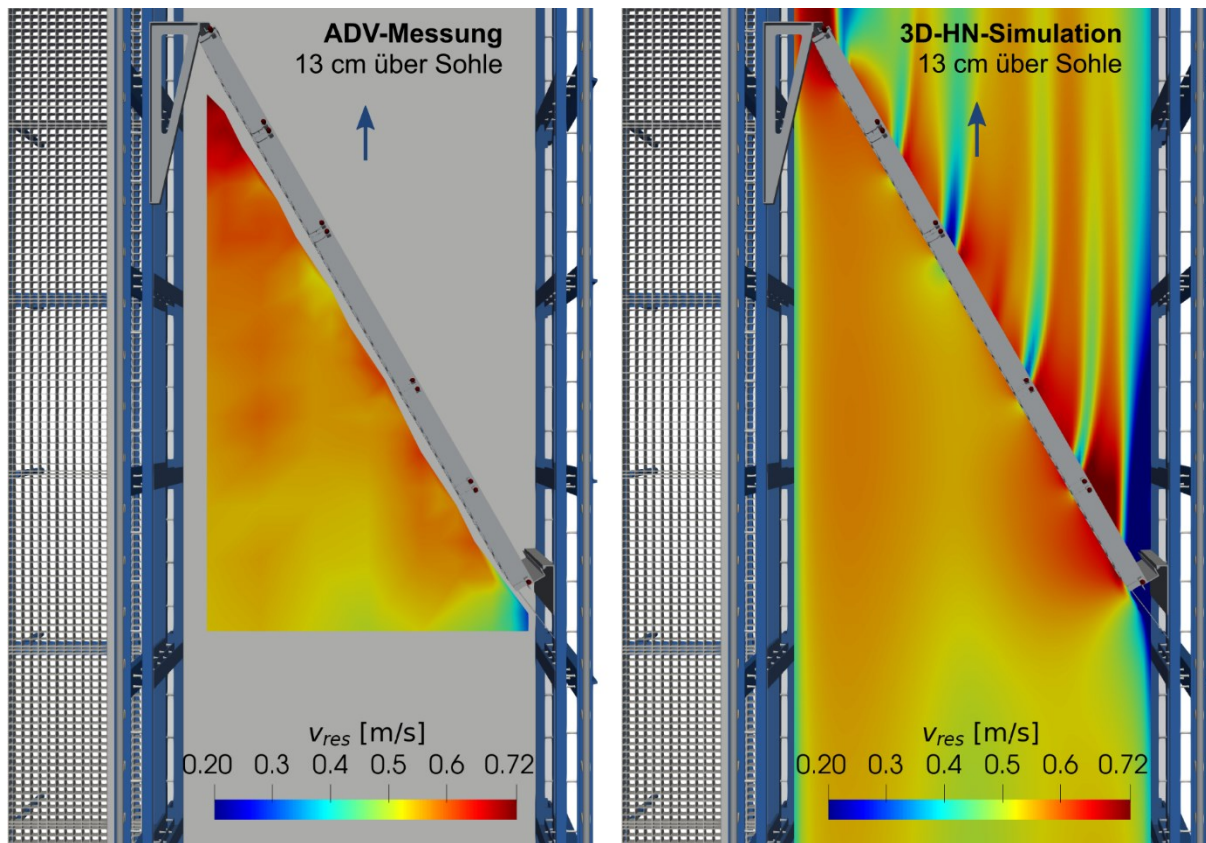 ADV-Messung
13 cm über Sohle
v_res [m/s]
0.20 0.3 0.4 0.5 0.6 0.72
3D-HN-Simulation
13 cm über Sohle
v_res [m/s]
0.20 0.3 0.4 0.5 0.6 0.72